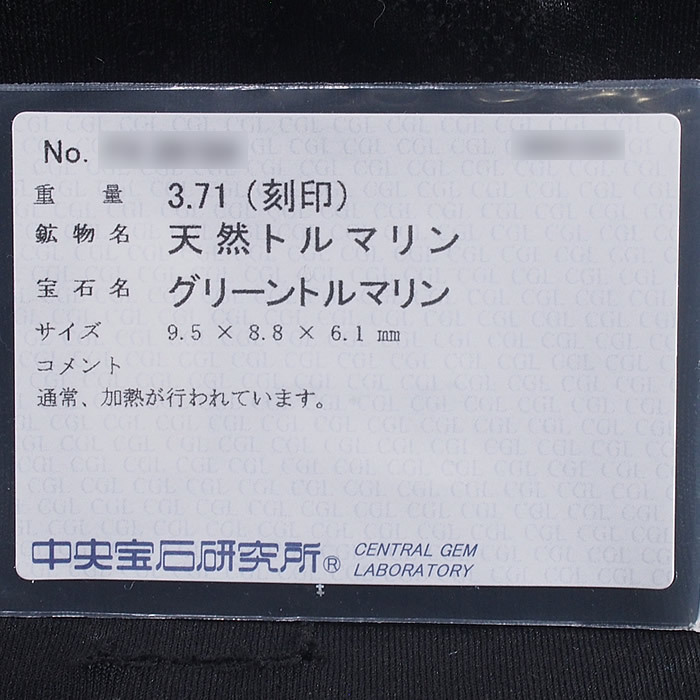 No.
重 量 3.71 (刻印)
鉱物名 天然トルマリン
宝石名 グリーントルマリン
サイズ 9.5 × 8.8 × 6.1 mm
コメント
通常、加熱が行われています。
中央宝石研究所® CENTRAL GEM LABORATORY